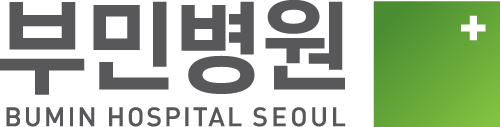 부민병원
BUMIN HOSPITAL SEOUL